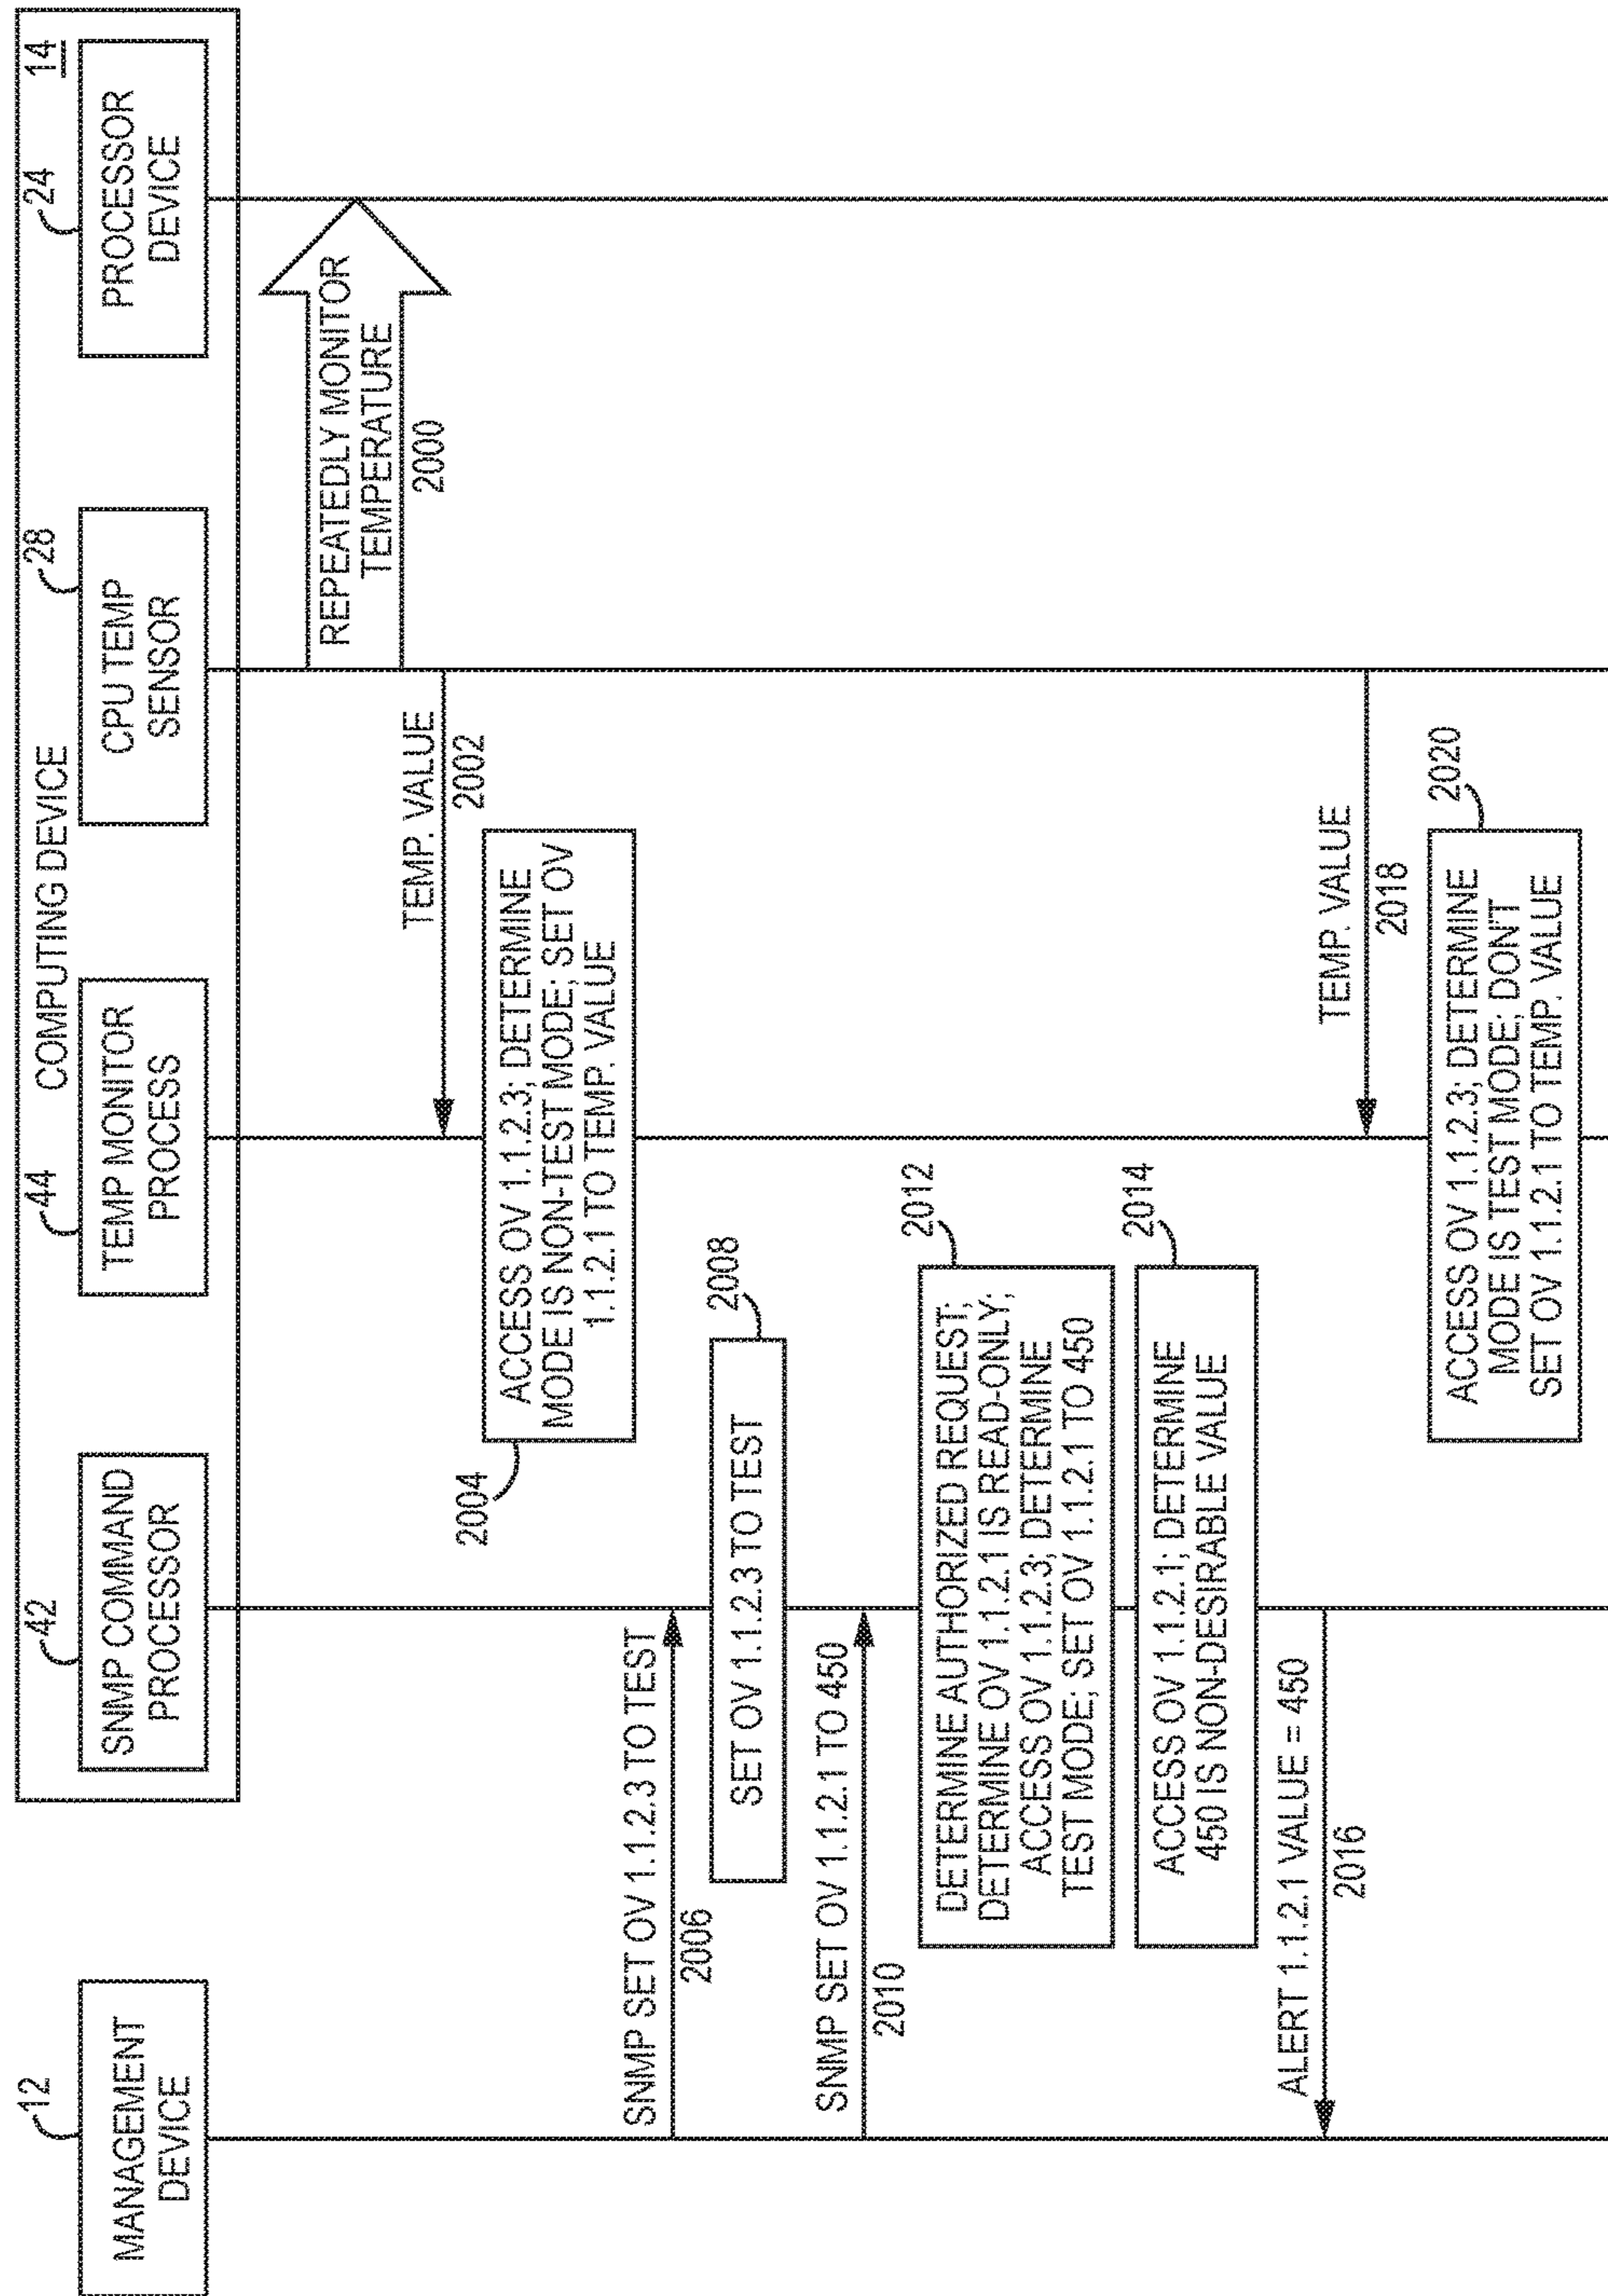 COMPUTING DEVICE
14
12
MANAGEMENT
DEVICE
42
SNMP COMMAND
PROCESSOR
44
TEMP MONITOR
PROCESS
28
CPU TEMP
SENSOR
24
PROCESSOR
DEVICE
REPEATEDLY MONITOR
TEMPERATURE
2000
TEMP. VALUE
2002
2004
ACCESS OV 1.1.2.3; DETERMINE
MODE IS NON-TEST MODE; SET OV
1.1.2.1 TO TEMP. VALUE
SNMP SET OV 1.1.2.3 TO TEST
2006
SET OV 1.1.2.3 TO TEST
2008
SNMP SET OV 1.1.2.1 TO 450
2010
DETERMINE AUTHORIZED REQUEST;
DETERMINE OV 1.1.2.1 IS READ-ONLY;
ACCESS OV 1.1.2.3; DETERMINE
TEST MODE; SET OV 1.1.2.1 TO 450
2012
ACCESS OV 1.1.2.1; DETERMINE
450 IS NON-DESIRABLE VALUE
2014
ALERT 1.1.2.1 VALUE = 450
2016
TEMP. VALUE
2018
ACCESS OV 1.1.2.3; DETERMINE
MODE IS TEST MODE; DON'T
SET OV 1.1.2.1 TO TEMP. VALUE
2020